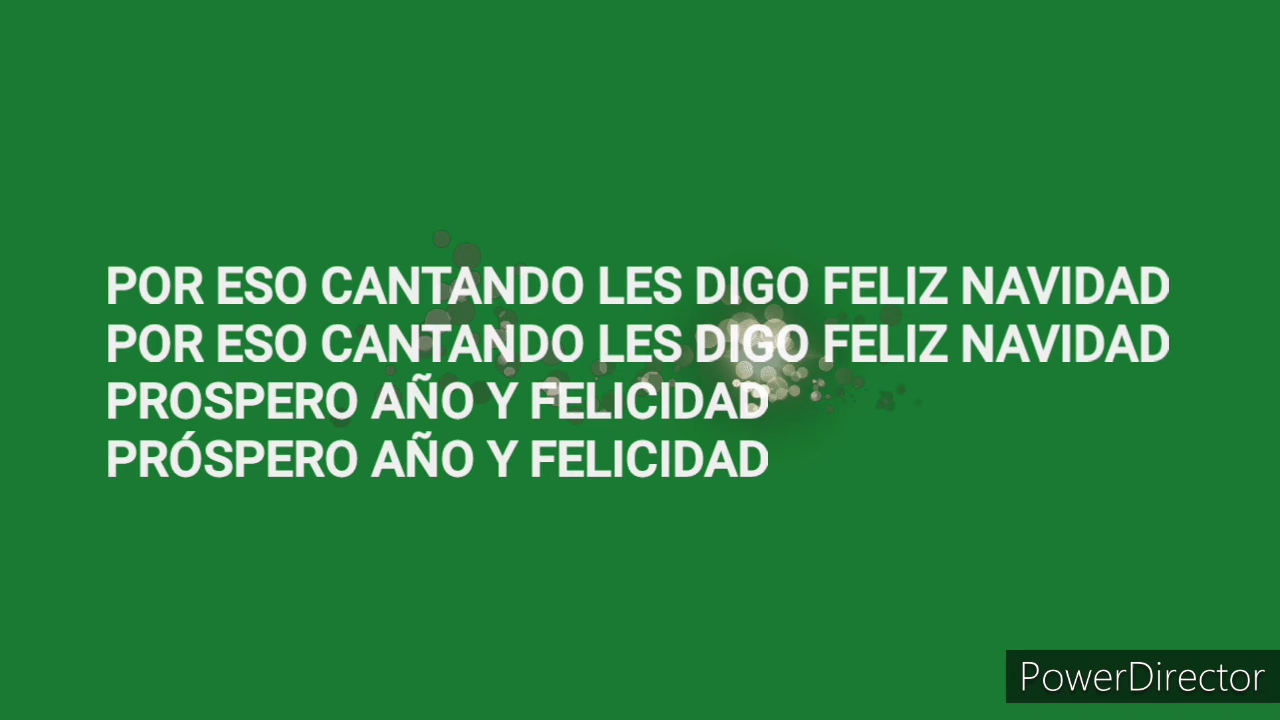 POR ESO CANTANDO LES DIGO FELIZ NAVIDAD
POR ESO CANTANDO LES DIGO FELIZ NAVIDAD
PROSPERO AÑO Y FELICIDAD
PRÓSPERO AÑO Y FELICIDAD
PowerDirector